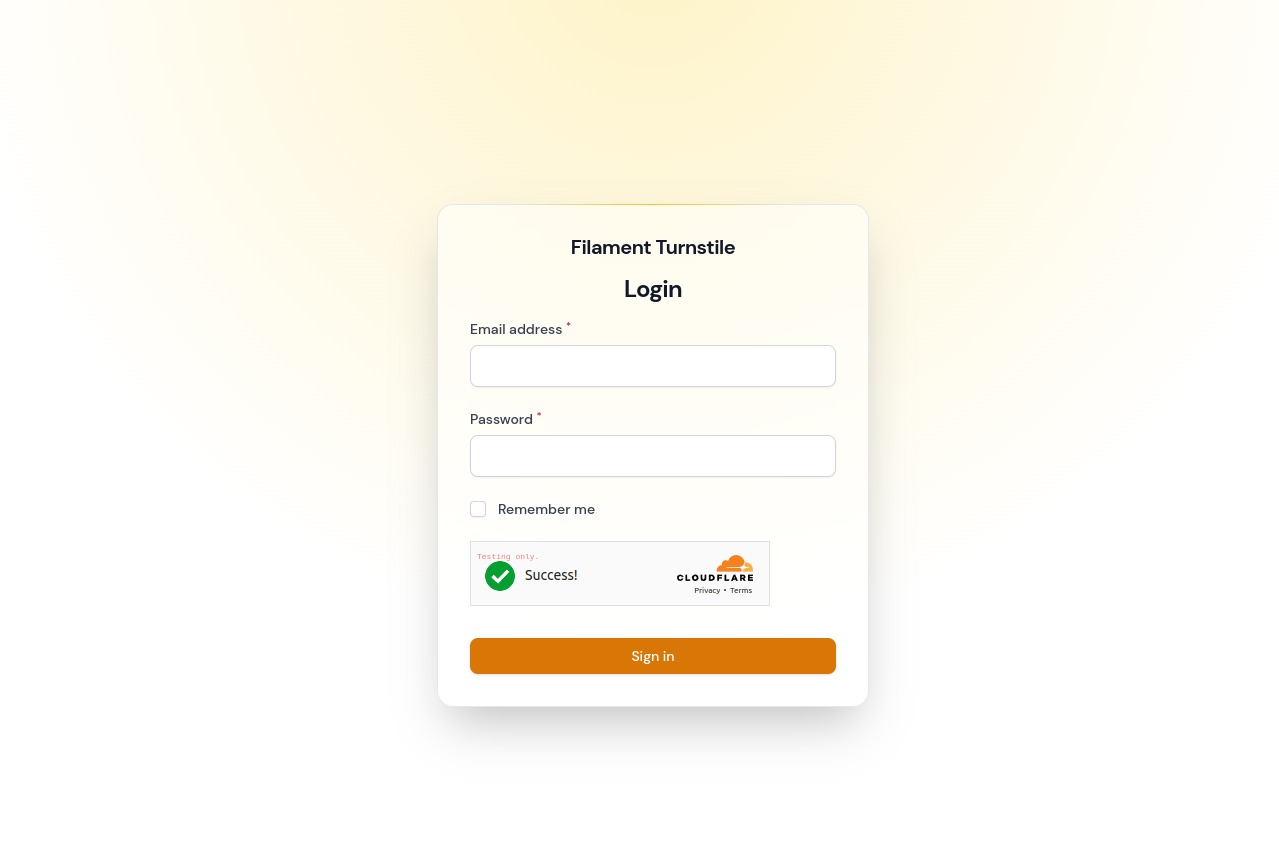 Filament Turnstile
Login
Email address *
Password *
Remember me
Testing only.
Success!
CLOUDFLARE
Privacy • Terms
Sign in